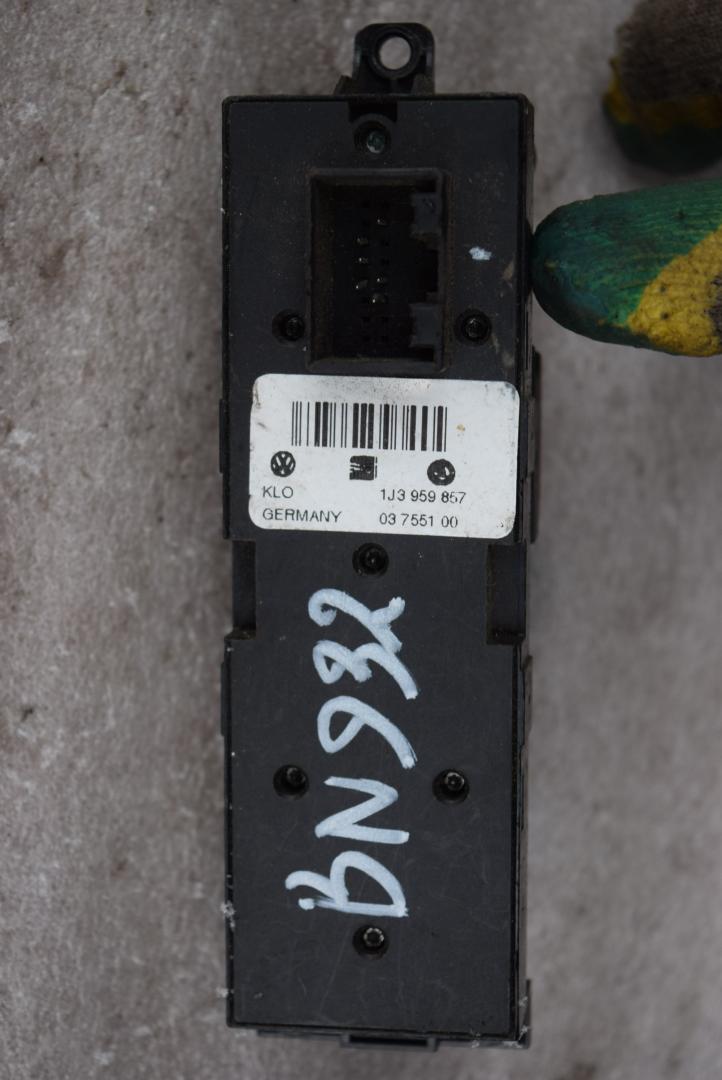 KLO 1J3 959 857
GERMANY 03 7551 00
BN932